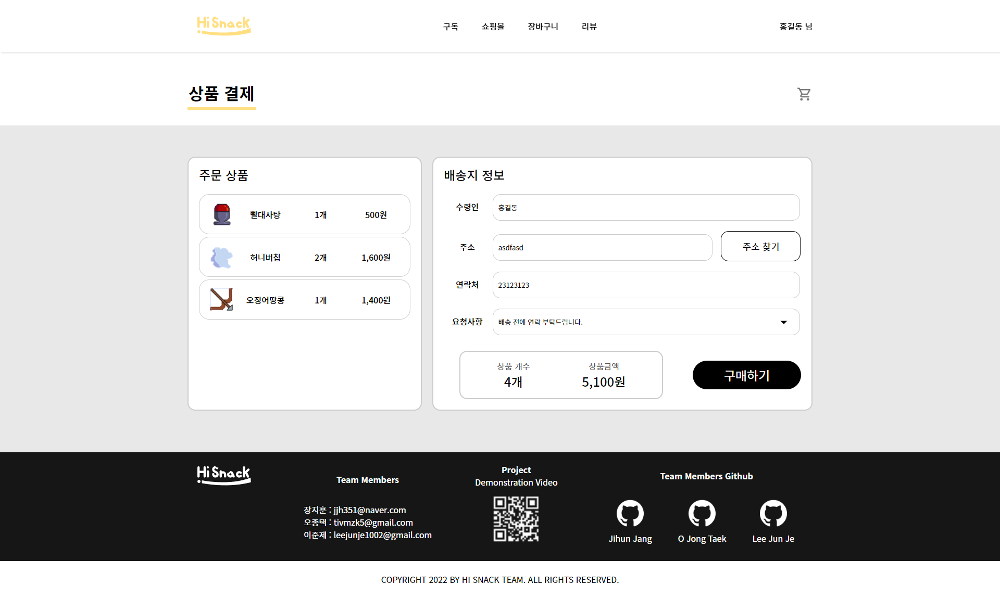 Hi Snack
구독 쇼핑몰 장바구니 리뷰 홍길동 님
상품 결제
주문 상품
빨대사탕 1개 500원
허니버칩 2개 1,600원
오징어땅콩 1개 1,400원
배송지 정보
수령인 홍길동
주소 asdfasd 주소 찾기
연락처 23123123
요청사항 배송 전에 연락 부탁드립니다.
상품 개수 상품금액
4개 5,100원
구매하기
Hi Snack
Team Members
장지훈 : jjh351@naver.com
오종택 : tivmzk5@gmail.com
이준제 : leejunje1002@gmail.com
Project
Demonstration Video
Team Members Github
Jihun Jang O Jong Taek Lee Jun Je
COPYRIGHT 2022 BY HI SNACK TEAM. ALL RIGHTS RESERVED.